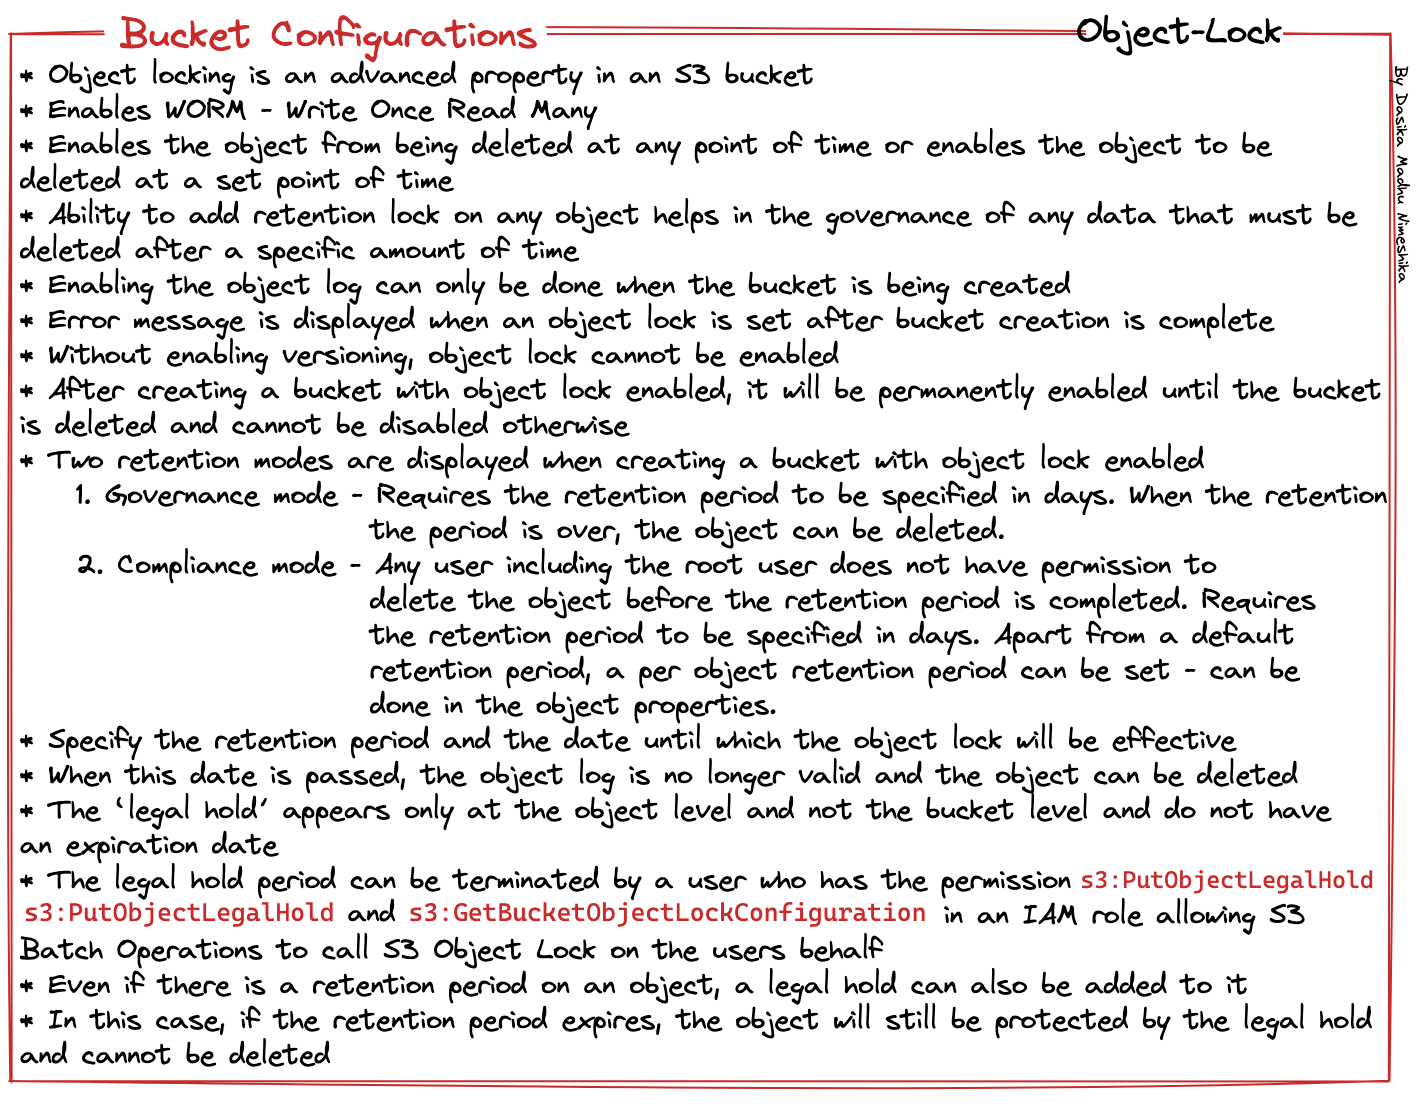 Bucket Configurations
Object-Lock
* Object locking is an advanced property in an S3 bucket
* Enables WORM - Write Once Read Many
* Enables the object from being deleted at any point of time or enables the object to be
deleted at a set point of time
* Ability to add retention lock on any object helps in the governance of any data that must be
deleted after a specific amount of time
* Enabling the object log can only be done when the bucket is being created
* Error message is displayed when an object lock is set after bucket creation is complete
* Without enabling versioning, object lock cannot be enabled
* After creating a bucket with object lock enabled, it will be permanently enabled until the bucket
is deleted and cannot be disabled otherwise
* Two retention modes are displayed when creating a bucket with object lock enabled
1. Governance mode - Requires the retention period to be specified in days. When the retention
the period is over, the object can be deleted.
2. Compliance mode - Any user including the root user does not have permission to
delete the object before the retention period is completed. Requires
the retention period to be specified in days. Apart from a default
retention period, a per object retention period can be set - can be
done in the object properties.
* Specify the retention period and the date until which the object lock will be effective
* When this date is passed, the object log is no longer valid and the object can be deleted
* The 'legal hold' appears only at the object level and not the bucket level and do not have
an expiration date
* The legal hold period can be terminated by a user who has the permission s3:PutObjectLegalHold
s3:PutObjectLegalHold and s3:GetBucketObjectLockConfiguration in an IAM role allowing S3
Batch Operations to call S3 Object Lock on the users behalf
* Even if there is a retention period on an object, a legal hold can also be added to it
* In this case, if the retention period expires, the object will still be protected by the legal hold
and cannot be deleted
By Dasika Madhu Nimeshika